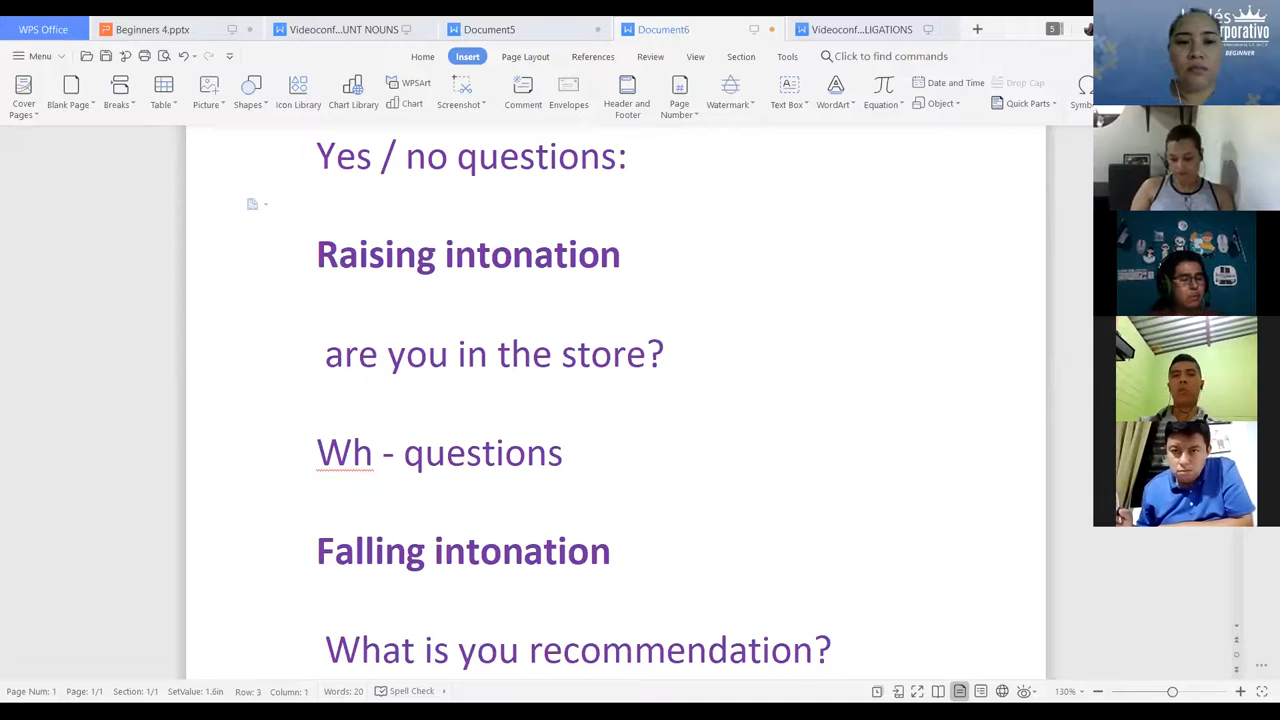 WPS Office
Beginners 4.pptx
Videoconf...UNT NOUNS
Document5
Document6
Videoconf...LIGATIONS
5
Menu
Home
Insert
Page
References
Review
View
Section
Tools
Click to find commands
Cover Pages
Blank Page
Breaks
Table
Picture
Shapes
Icon Library
Chart Library
WPSArt
Chart
Screenshot
Comment
Envelopes
Header and Footer
Page Number
Watermark
Text Box
WordArt
Equation
Date and Time
Object
Drop Cap
Quick Parts
BEGINNER
Yes / no questions:
Raising intonation
are you in the store?
Wh - questions
Falling intonation
What is you recommendation?
Page Num: 1
Page: 1/1
Section: 1/1
SetValue: 1.6in
Row: 3
Column: 1
Words: 20
Spell Check
130%